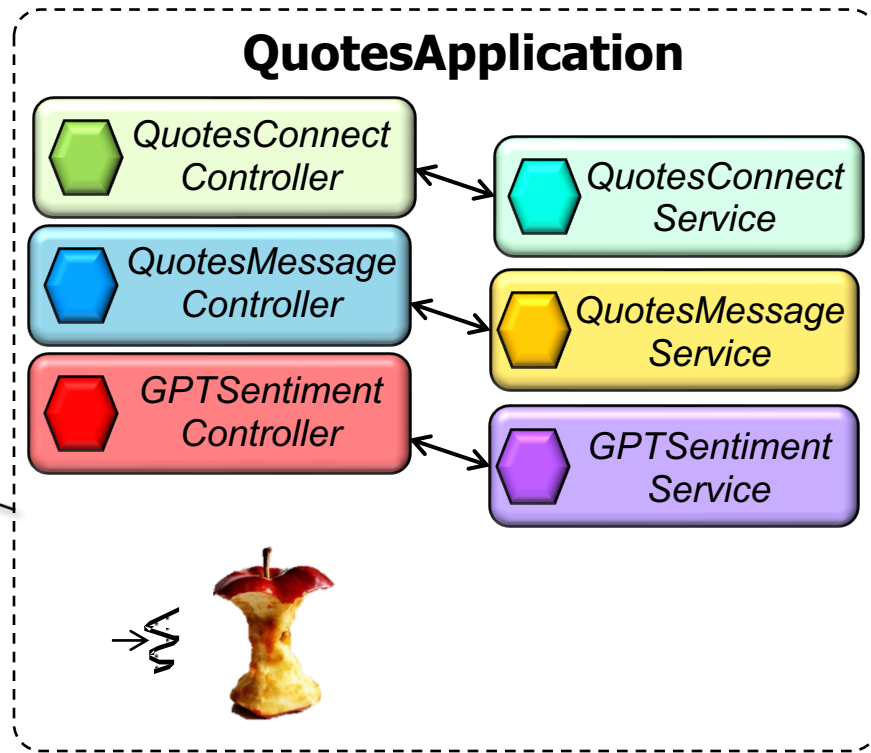 QuotesApplication
QuotesConnect
Controller
QuotesConnect
Service
QuotesMessage
Controller
QuotesMessage
Service
GPTSentiment
Controller
GPTSentiment
Service